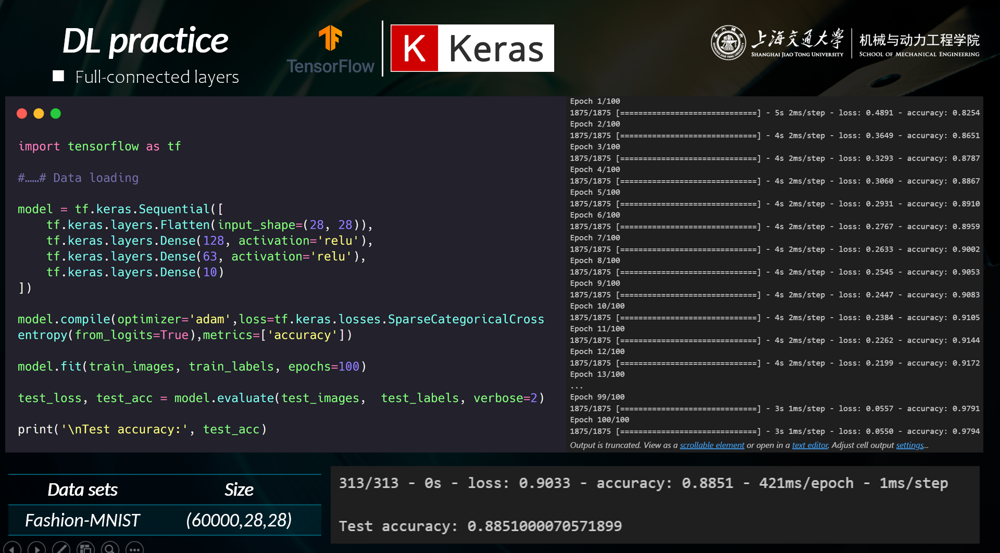 DL practice
■ Full-connected layers
TensorFlow
K Keras
上海交通大学
SHANGHAI JIAO TONG UNIVERSITY
机械与动力工程学院
SCHOOL OF MECHANICAL ENGINEERING
import tensorflow as tf
#……# Data loading
model = tf.keras.Sequential([
    tf.keras.layers.Flatten(input_shape=(28, 28)),
    tf.keras.layers.Dense(128, activation='relu'),
    tf.keras.layers.Dense(63, activation='relu'),
    tf.keras.layers.Dense(10)
])
model.compile(optimizer='adam',loss=tf.keras.losses.SparseCategoricalCross
entropy(from_logits=True),metrics=['accuracy'])
model.fit(train_images, train_labels, epochs=100)
test_loss, test_acc = model.evaluate(test_images,  test_labels, verbose=2)
print('\nTest accuracy:', test_acc)
Epoch 1/100
1875/1875 [==============================] - 5s 2ms/step - loss: 0.4891 - accuracy: 0.8254
Epoch 2/100
1875/1875 [==============================] - 4s 2ms/step - loss: 0.3649 - accuracy: 0.8651
Epoch 3/100
1875/1875 [==============================] - 4s 2ms/step - loss: 0.3293 - accuracy: 0.8787
Epoch 4/100
1875/1875 [==============================] - 4s 2ms/step - loss: 0.3060 - accuracy: 0.8867
Epoch 5/100
1875/1875 [==============================] - 4s 2ms/step - loss: 0.2931 - accuracy: 0.8910
Epoch 6/100
1875/1875 [==============================] - 4s 2ms/step - loss: 0.2767 - accuracy: 0.8959
Epoch 7/100
1875/1875 [==============================] - 4s 2ms/step - loss: 0.2633 - accuracy: 0.9002
Epoch 8/100
1875/1875 [==============================] - 4s 2ms/step - loss: 0.2545 - accuracy: 0.9053
Epoch 9/100
1875/1875 [==============================] - 4s 2ms/step - loss: 0.2447 - accuracy: 0.9083
Epoch 10/100
1875/1875 [==============================] - 4s 2ms/step - loss: 0.2384 - accuracy: 0.9105
Epoch 11/100
1875/1875 [==============================] - 4s 2ms/step - loss: 0.2262 - accuracy: 0.9144
Epoch 12/100
1875/1875 [==============================] - 4s 2ms/step - loss: 0.2199 - accuracy: 0.9172
Epoch 13/100
...
Epoch 99/100
1875/1875 [==============================] - 3s 1ms/step - loss: 0.0557 - accuracy: 0.9791
Epoch 100/100
1875/1875 [==============================] - 3s 1ms/step - loss: 0.0550 - accuracy: 0.9794
Output is truncated. View as a scrollable element or open in a text editor. Adjust cell output settings...
Data sets Size
Fashion-MNIST (60000,28,28)
313/313 - 0s - loss: 0.9033 - accuracy: 0.8851 - 421ms/epoch - 1ms/step
Test accuracy: 0.8851000070571899